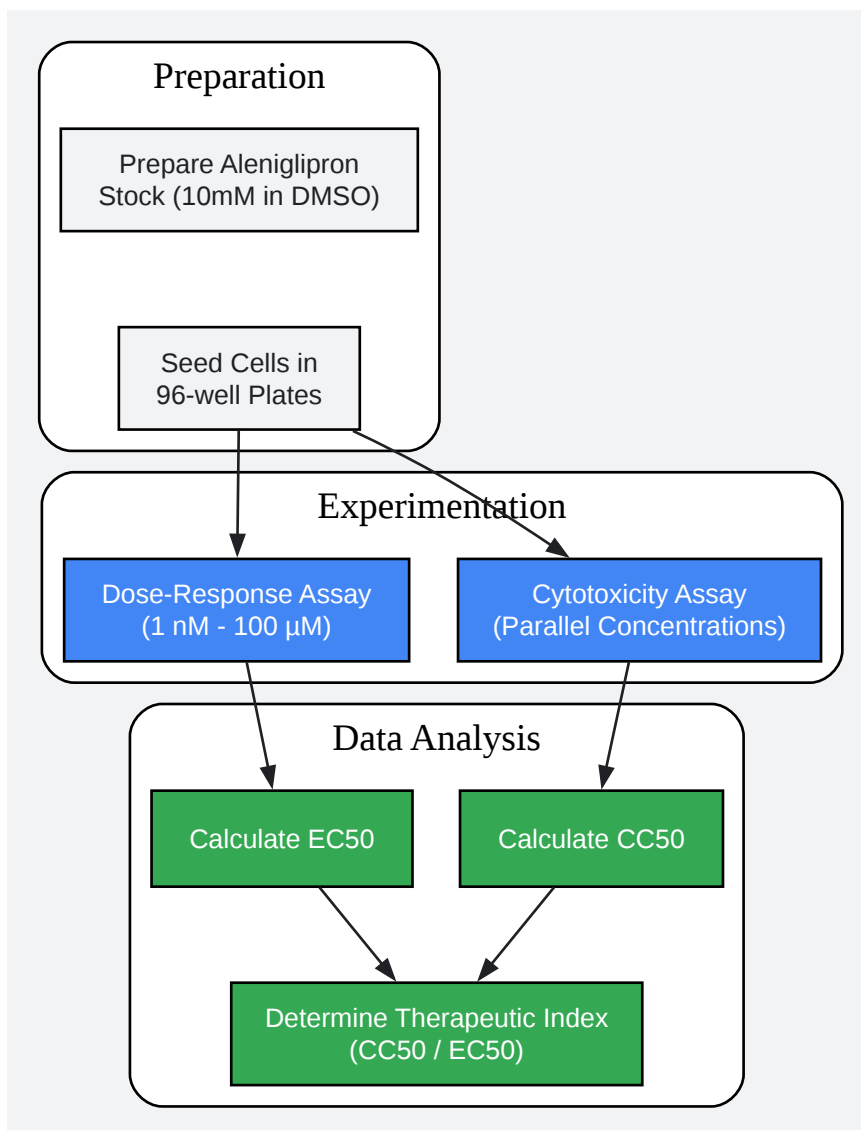 Preparation
Prepare Aleniglipron
Stock (10mM in DMSO)
Seed Cells in
96-well Plates
Experimentation
Dose-Response Assay
(1 nM - 100 µM)
Cytotoxicity Assay
(Parallel Concentrations)
Data Analysis
Calculate EC50
Calculate CC50
Determine Therapeutic Index
(CC50 / EC50)